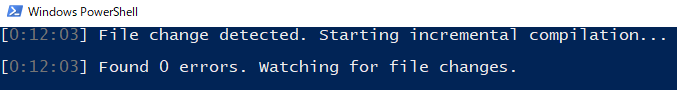 Windows PowerShell
[0:12:03] File change detected. Starting incremental compilation...
[0:12:03] Found 0 errors. Watching for file changes.